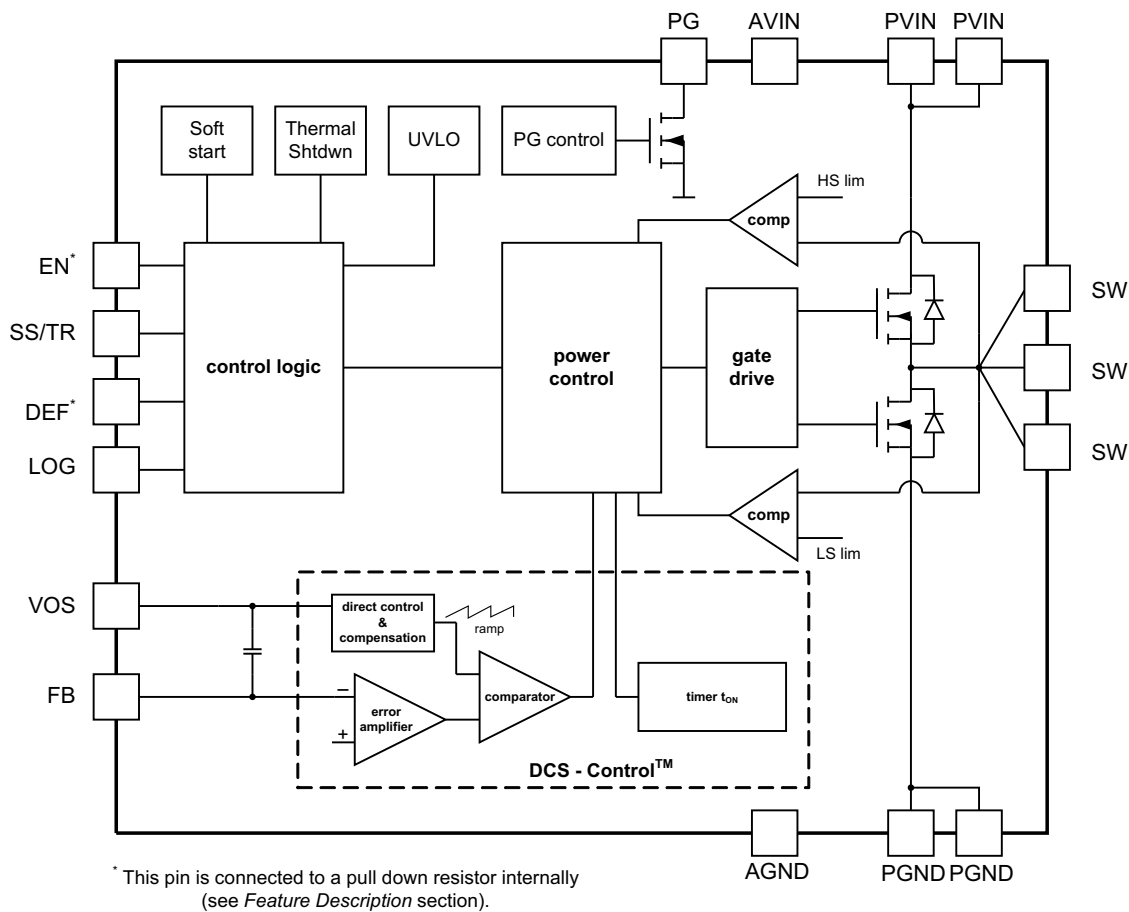 PG
AVIN
PVIN
PVIN
Soft
start
Thermal
Shtdwn
UVLO
PG control
HS lim
comp
EN*
SS/TR
DEF*
LOG
control logic
power
control
gate
drive
SW
SW
SW
comp
LS lim
VOS
FB
direct control
&
compensation
ramp
−
+
error
amplifier
comparator
timer tON
DCS - Control™
AGND
PGND
PGND
* This pin is connected to a pull down resistor internally
(see Feature Description section).